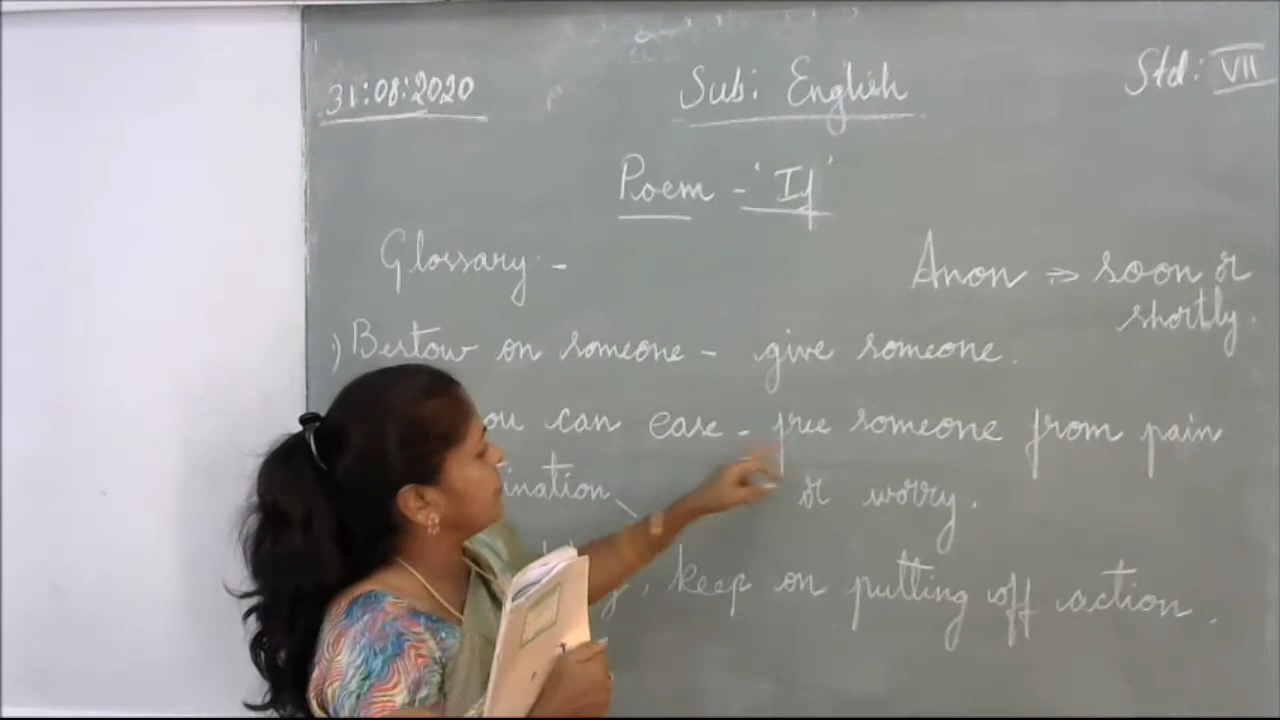 31:08:2020 Sub: English Std: VII
Poem - 'If'
Glossary :-
Anon => soon or
shortly.
1) Bestow on someone - give someone.
can ease - free someone from pain
or worry.
keep on putting off action.